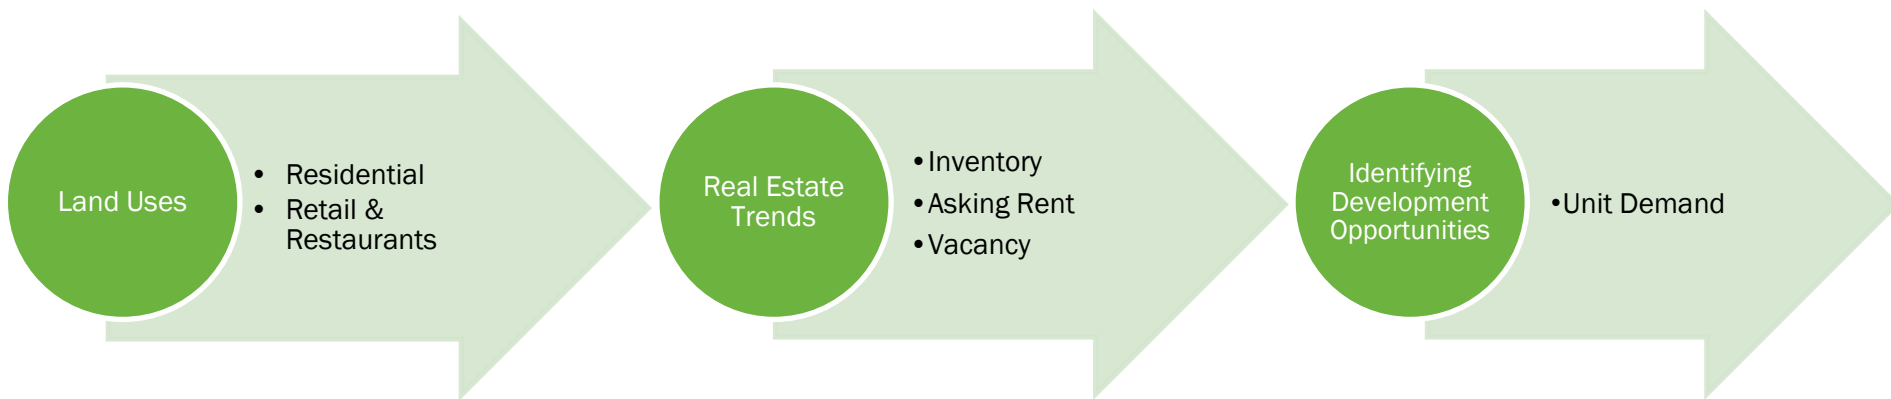 Land Uses
• Residential
• Retail &
Restaurants
Real Estate
Trends
•Inventory
•Asking Rent
•Vacancy
Identifying
Development
Opportunities
•Unit Demand